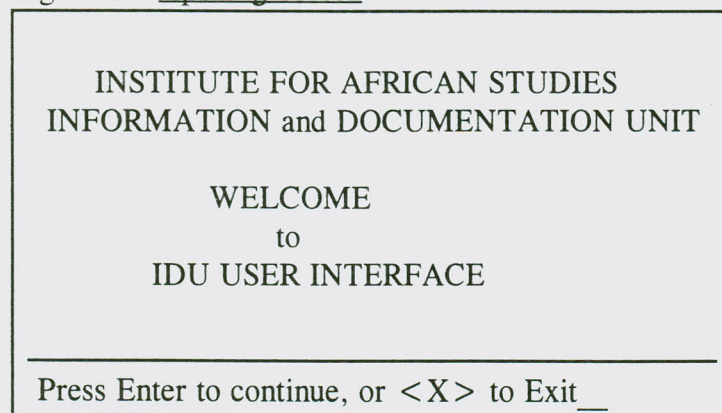 INSTITUTE FOR AFRICAN STUDIES
INFORMATION and DOCUMENTATION UNIT
WELCOME
to
IDU USER INTERFACE
Press Enter to continue, or <X> to Exit_